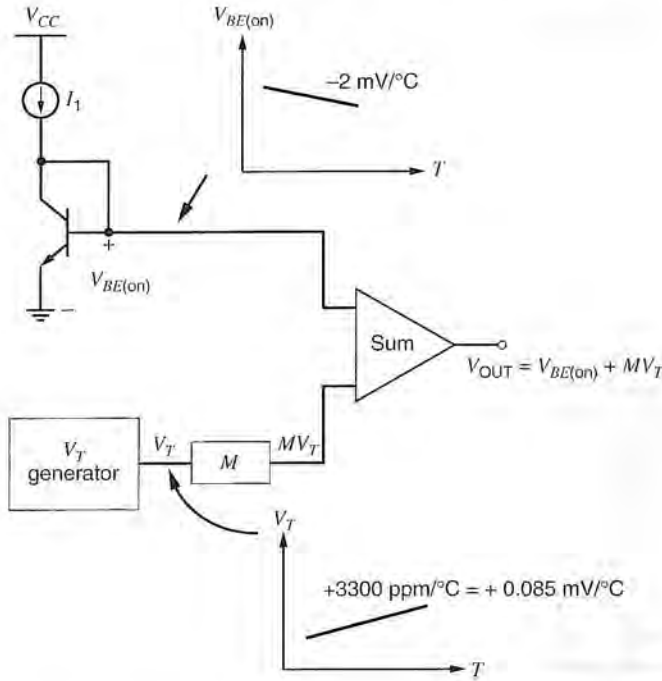 V_CC
I_1
V_BE(on)
–2 mV/°C
T
+
V_BE(on)
–
Sum
V_OUT = V_BE(on) + MV_T
V_T
generator
V_T
M
MV_T
V_T
+3300 ppm/°C = + 0.085 mV/°C
T